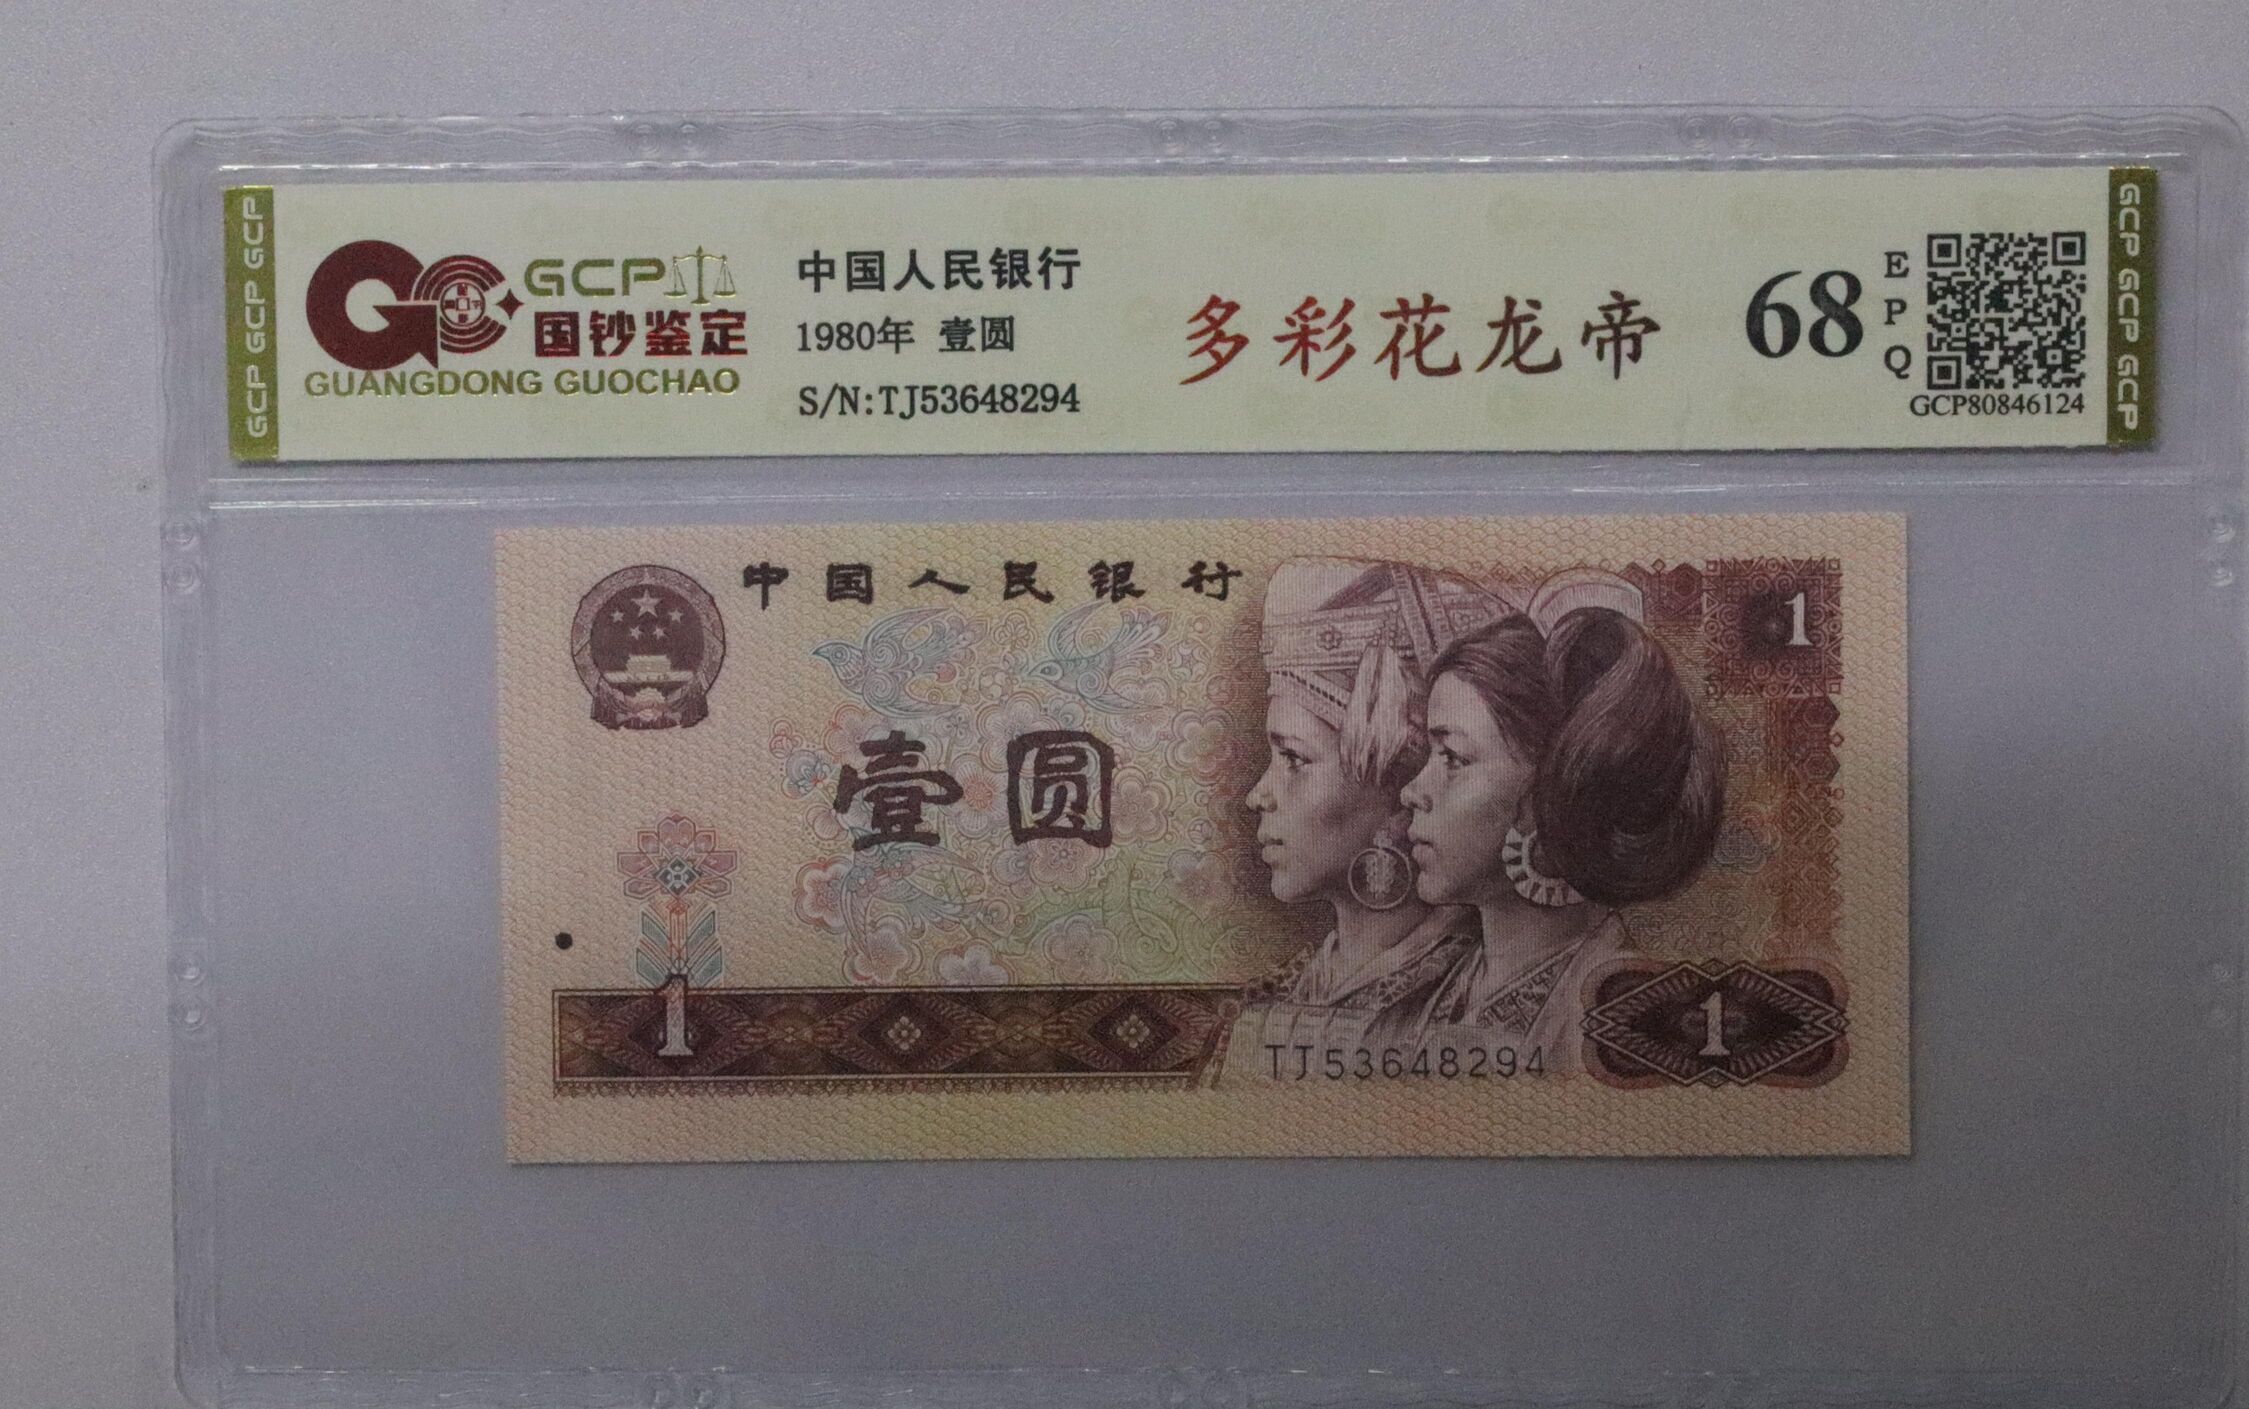 GCP GCP GCP
GC GCP
国钞鉴定
GUANGDONG GUOCHAO
中国人民银行
1980年 壹圆
S/N:TJ53648294
多彩花龙帝
68
EPQ
GCP80846124
GCP GCP GCP
中国人民银行
1
壹圆
1
TJ53648294
1